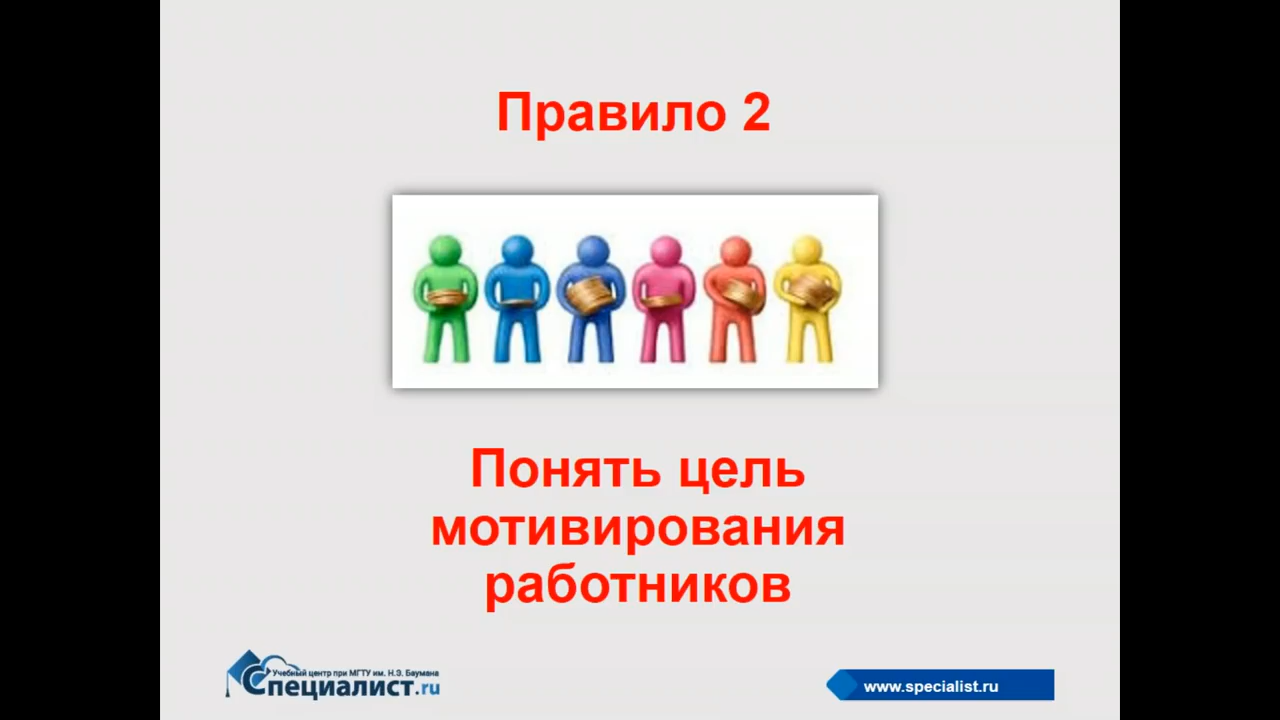 Правило 2
Понять цель
мотивирования
работников
Учебный центр при МГТУ им. Н.Э. Баумана
Специалист.ru
www.specialist.ru